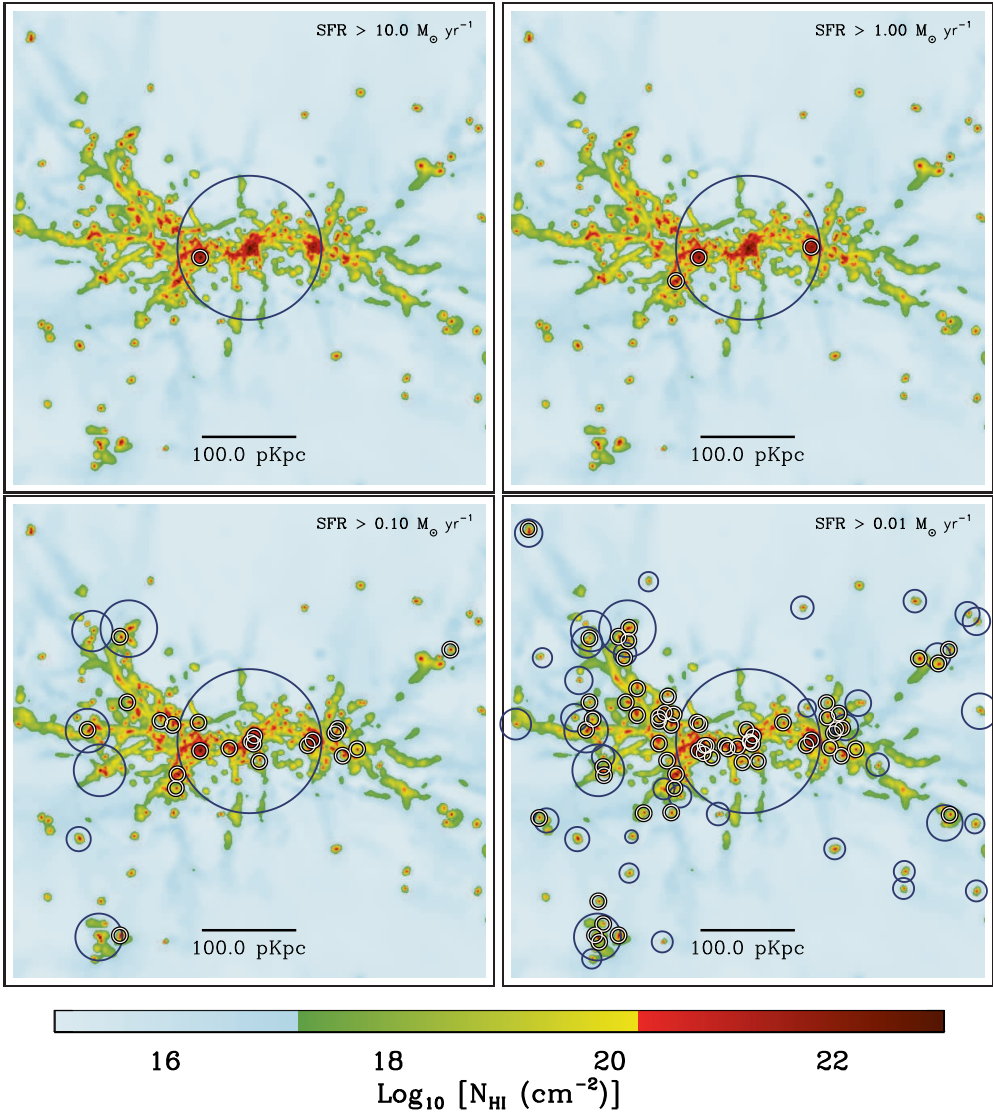 SFR > 10.0 M⊙ yr⁻¹
SFR > 1.00 M⊙ yr⁻¹
100.0 pKpc
100.0 pKpc
SFR > 0.10 M⊙ yr⁻¹
SFR > 0.01 M⊙ yr⁻¹
100.0 pKpc
100.0 pKpc
16 18 20 22
Log₁₀ [N_HI (cm⁻²)]